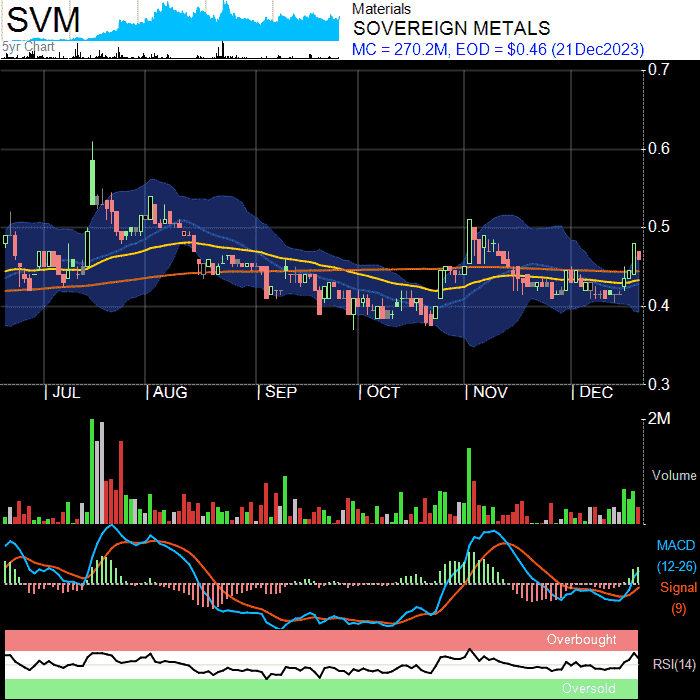 SVM
5yr Chart
Materials
SOVEREIGN METALS
MC = 270.2M, EOD = $0.46 (21Dec2023)
0.7
0.6
0.5
0.4
0.3
JUL
AUG
SEP
OCT
NOV
DEC
2M
Volume
MACD
(12-26)
Signal
(9)
Overbought
RSI(14)
Oversold